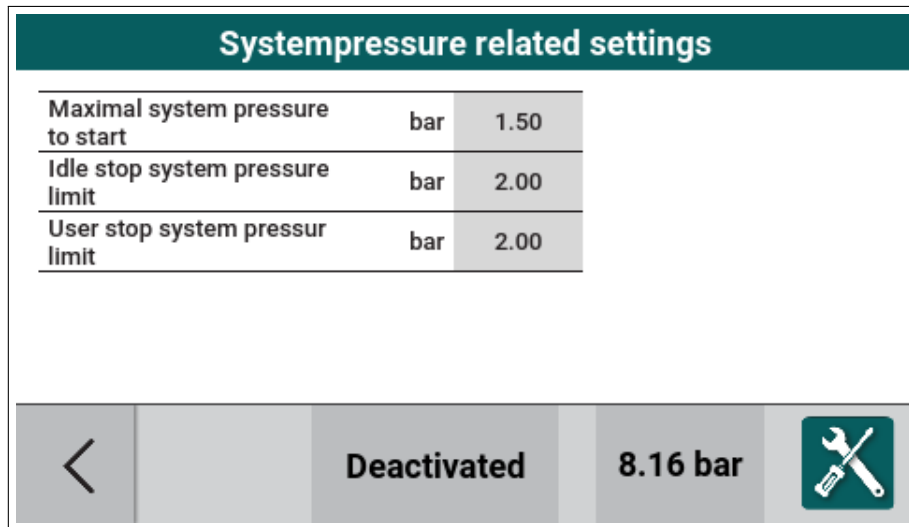 Systempressure related settings
Maximal system pressure
to start
bar
1.50
Idle stop system pressure
limit
bar
2.00
User stop system pressur
limit
bar
2.00
Deactivated
8.16 bar